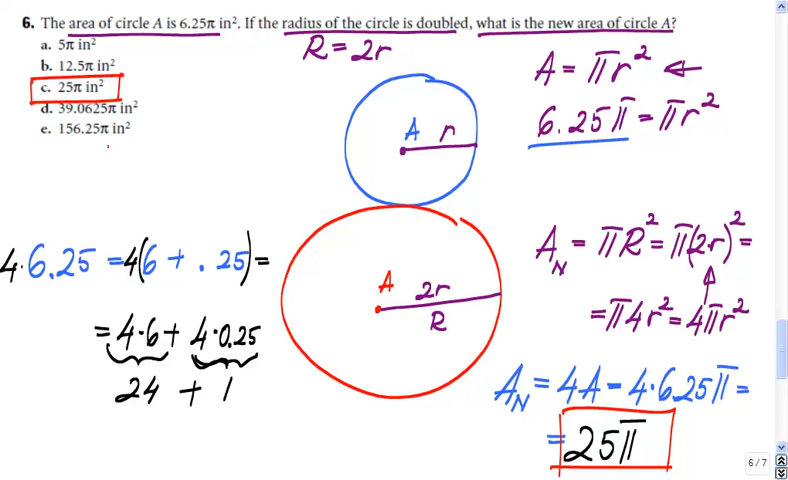 6. The area of circle A is 6.25π in². If the radius of the circle is doubled, what is the new area of circle A?
a. 5π in²
b. 12.5π in²
c. 25π in²
d. 39.0625π in²
e. 156.25π in²
R = 2r
A = πr² ←
6.25π = πr²
A r
A 2r
R
4·6.25 = 4(6 + .25) =
= 4·6 + 4·0.25
24 + 1
A_N = πR² = π(2r)² =
= π4r² = 4πr²
A_N = 4A - 4·6.25π =
= 25π
6 / 7